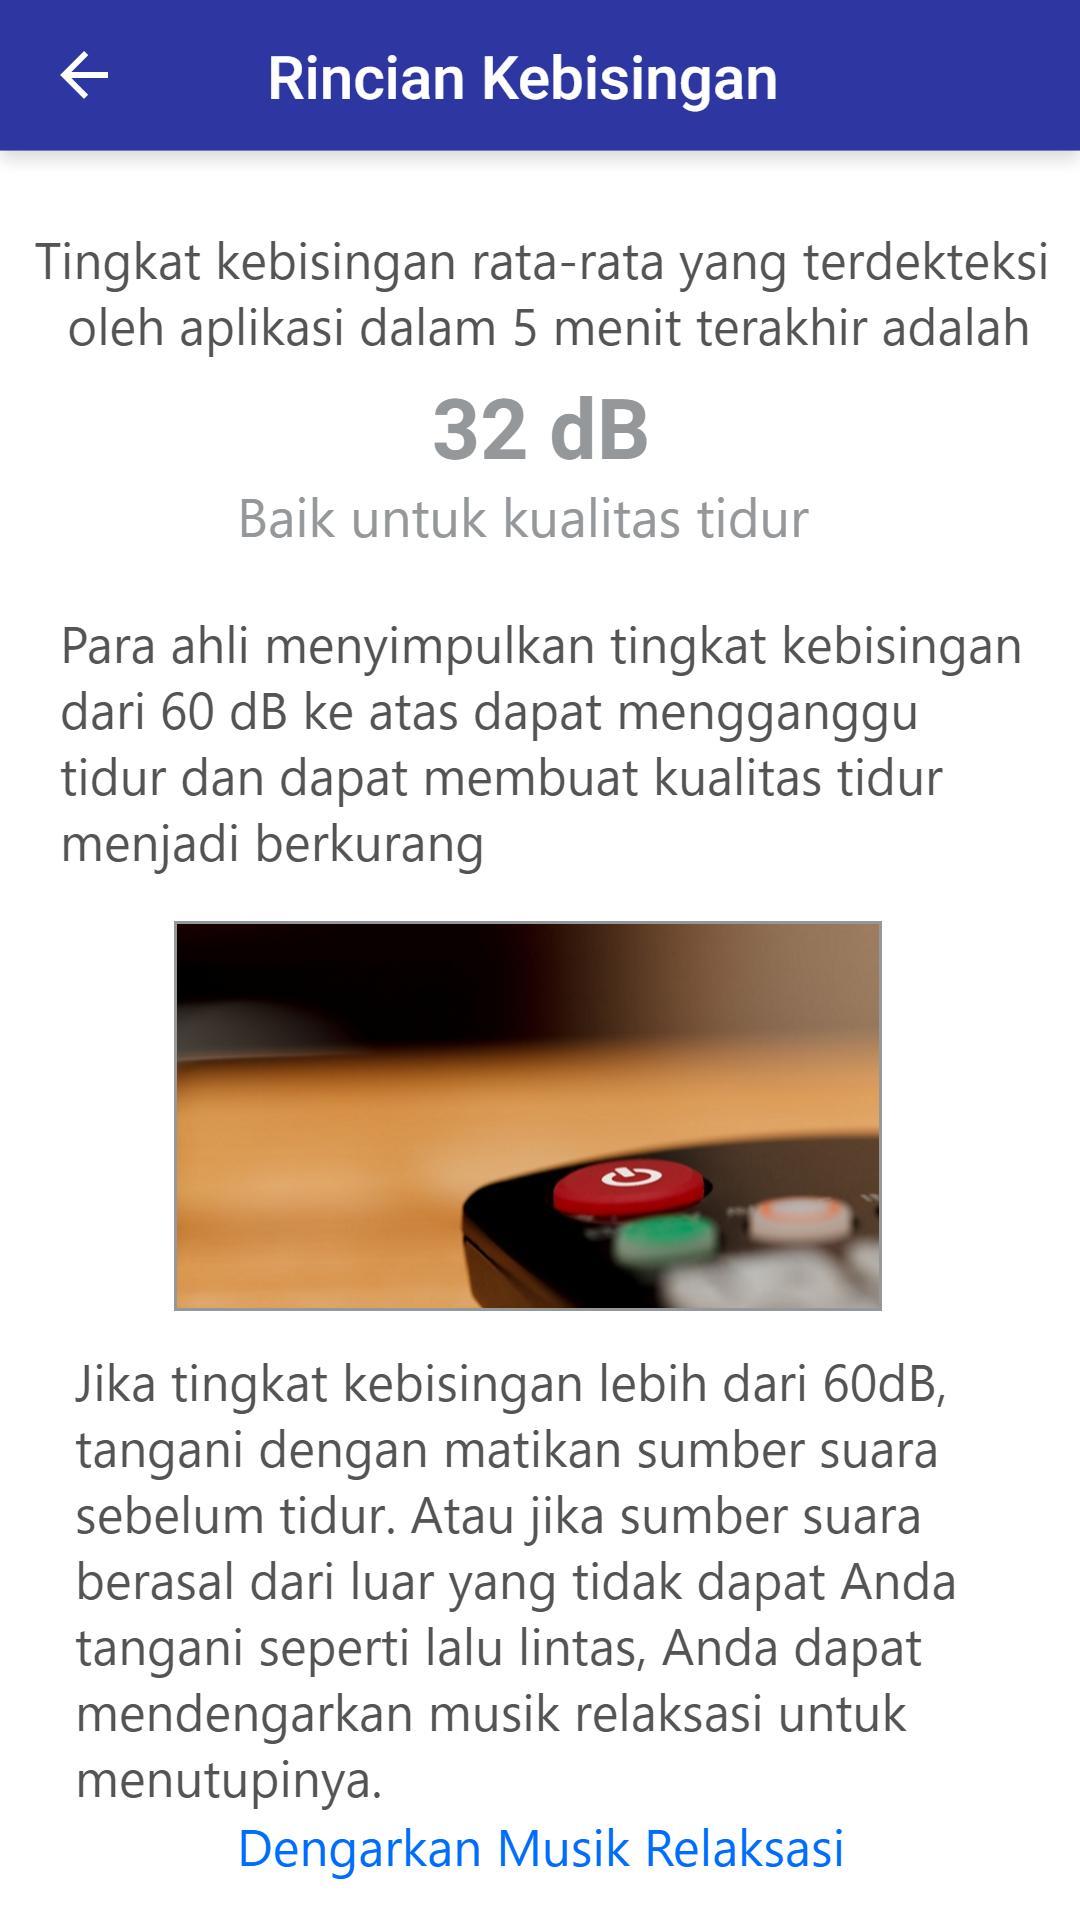 Rincian Kebisingan
Tingkat kebisingan rata-rata yang terdekteksi
oleh aplikasi dalam 5 menit terakhir adalah
32 dB
Baik untuk kualitas tidur
Para ahli menyimpulkan tingkat kebisingan
dari 60 dB ke atas dapat mengganggu
tidur dan dapat membuat kualitas tidur
menjadi berkurang
Jika tingkat kebisingan lebih dari 60dB,
tangani dengan matikan sumber suara
sebelum tidur. Atau jika sumber suara
berasal dari luar yang tidak dapat Anda
tangani seperti lalu lintas, Anda dapat
mendengarkan musik relaksasi untuk
menutupinya.
Dengarkan Musik Relaksasi